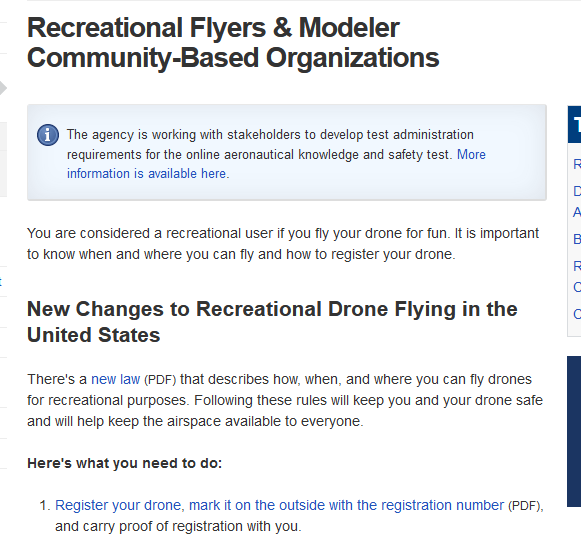 Recreational Flyers & Modeler
Community-Based Organizations
The agency is working with stakeholders to develop test administration
requirements for the online aeronautical knowledge and safety test. More
information is available here.
You are considered a recreational user if you fly your drone for fun. It is important
to know when and where you can fly and how to register your drone.
New Changes to Recreational Drone Flying in the
United States
There's a new law (PDF) that describes how, when, and where you can fly drones
for recreational purposes. Following these rules will keep you and your drone safe
and will help keep the airspace available to everyone.
Here's what you need to do:
1. Register your drone, mark it on the outside with the registration number (PDF),
and carry proof of registration with you.